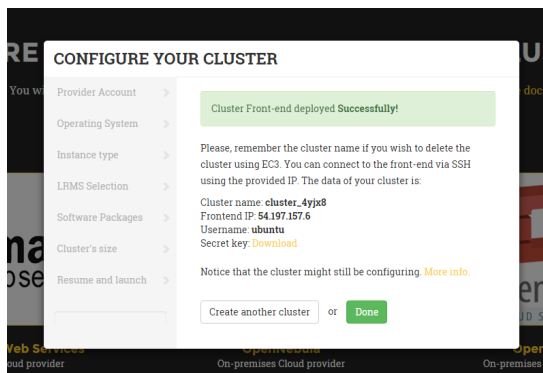 RE
CONFIGURE YOUR CLUSTER
You wi
doc
Provider Account
Operating System
Instance type
LRMS Selection
Software Packages
Cluster's size
Resume and launch
Cluster Front-end deployed Successfully!
Please, remember the cluster name if you wish to delete the
cluster using EC3. You can connect to the front-end via SSH
using the provided IP. The data of your cluster is:
Cluster name: cluster_4yjx8
Frontend IP: 54.197.157.6
Username: ubuntu
Secret key: Download
Notice that the cluster might still be configuring. More info
Create another cluster or Done
Web Services
OpenNebula
Open
oud provider
On-premises Cloud provider
On-premises